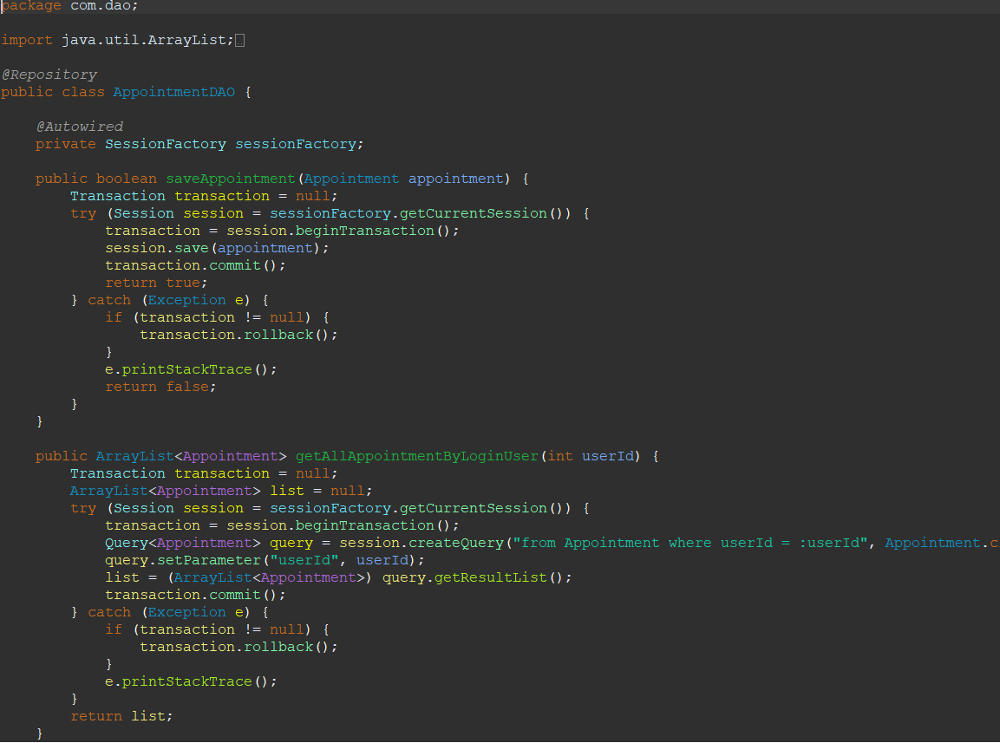 package com.dao;
import java.util.ArrayList;
@Repository
public class AppointmentDAO {
@Autowired
private SessionFactory sessionFactory;
public boolean saveAppointment(Appointment appointment) {
Transaction transaction = null;
try (Session session = sessionFactory.getCurrentSession()) {
transaction = session.beginTransaction();
session.save(appointment);
transaction.commit();
return true;
} catch (Exception e) {
if (transaction != null) {
transaction.rollback();
}
e.printStackTrace();
return false;
}
}
public ArrayList<Appointment> getAllAppointmentByLoginUser(int userId) {
Transaction transaction = null;
ArrayList<Appointment> list = null;
try (Session session = sessionFactory.getCurrentSession()) {
transaction = session.beginTransaction();
Query<Appointment> query = session.createQuery("from Appointment where userId = :userId", Appointment.c
query.setParameter("userId", userId);
list = (ArrayList<Appointment>) query.getResultList();
transaction.commit();
} catch (Exception e) {
if (transaction != null) {
transaction.rollback();
}
e.printStackTrace();
}
return list;
}